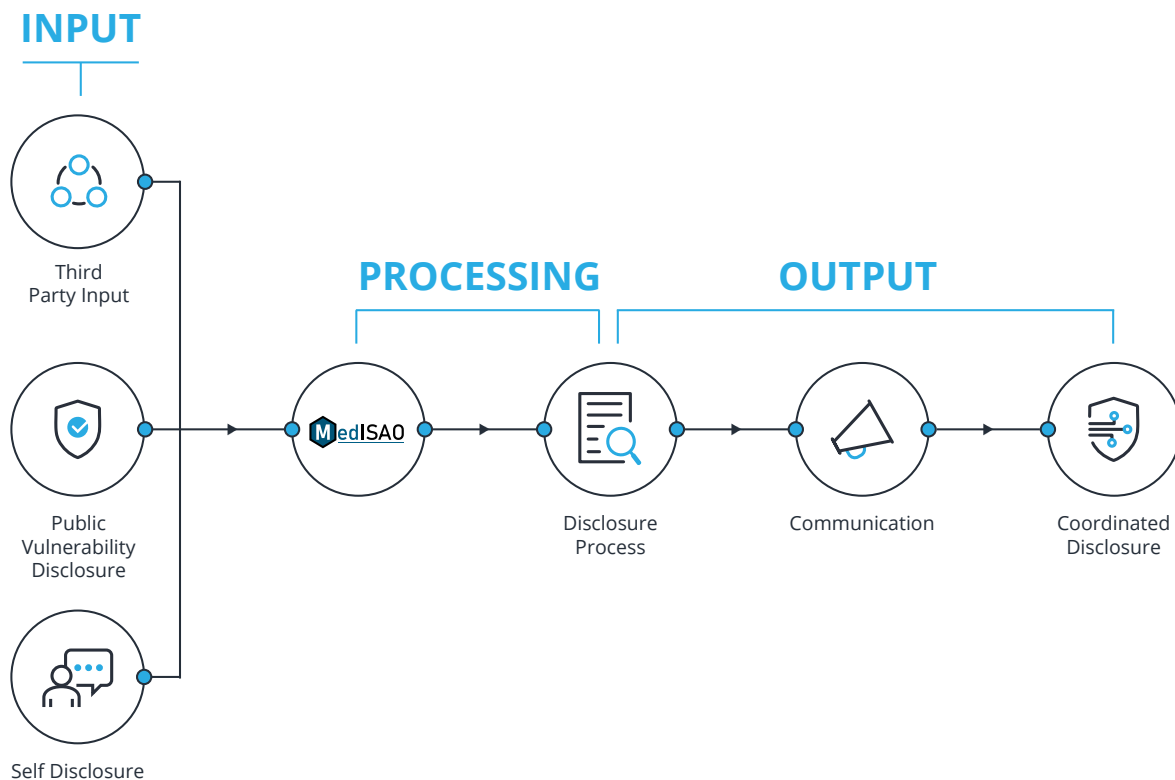 INPUT
Third
Party Input
PROCESSING
OUTPUT
Public
Vulnerability
Disclosure
MedISAO
Disclosure
Process
Communication
Coordinated
Disclosure
Self Disclosure